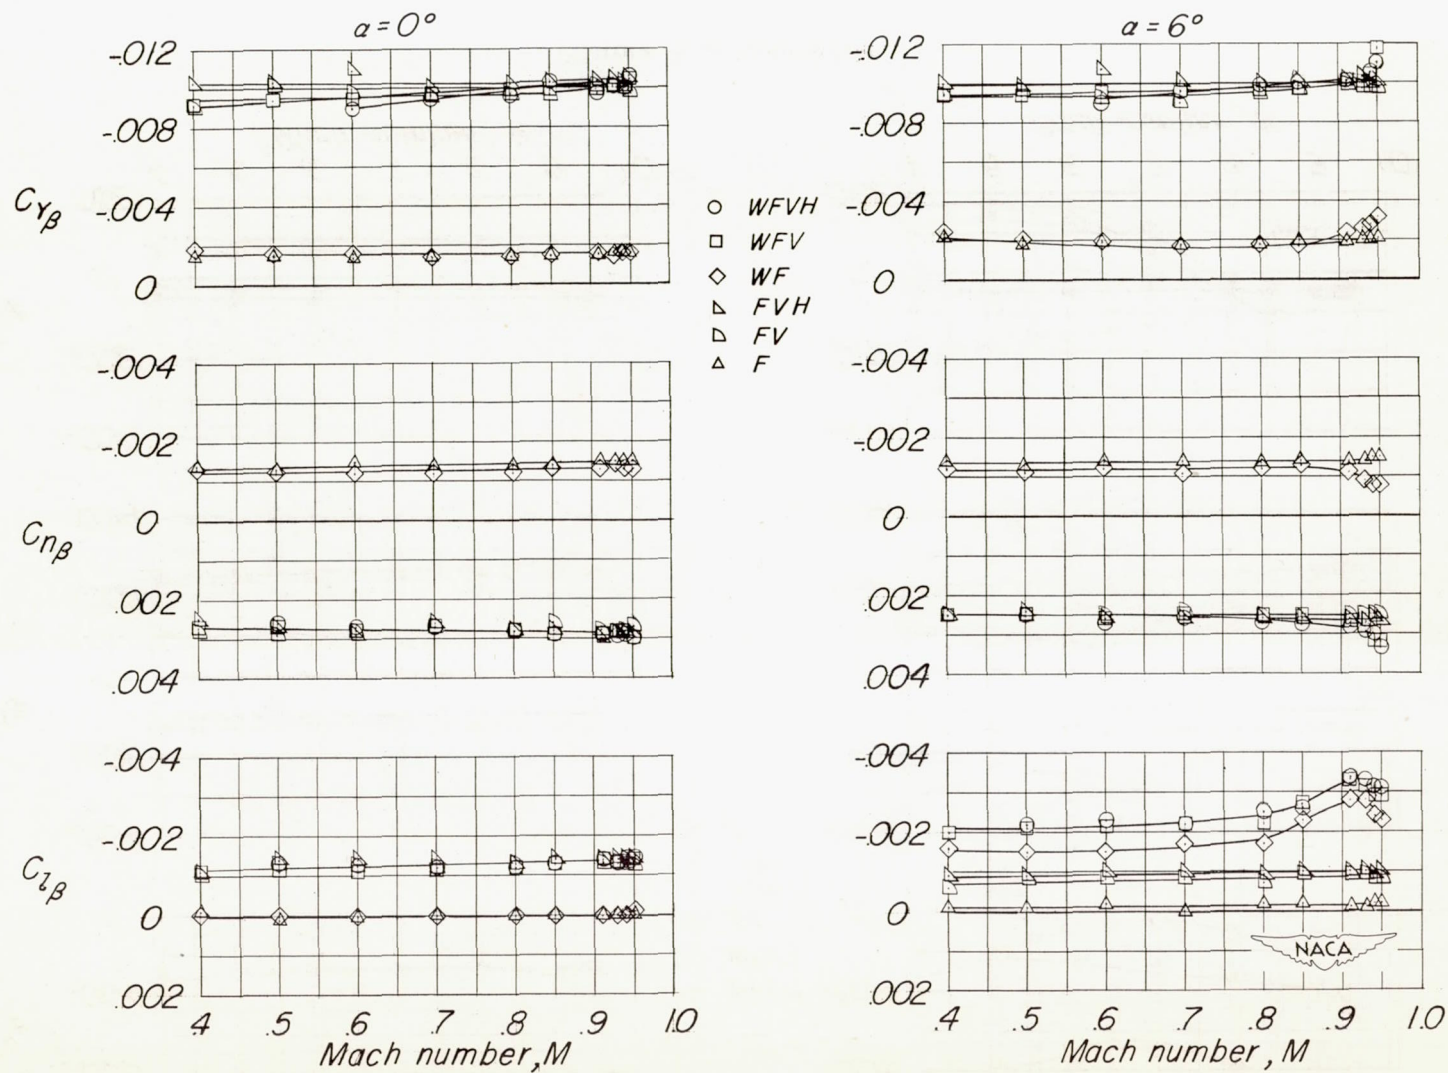 α = 0°
-.012
-.008
-.004
0
CYβ
-.004
-.002
0
.002
.004
Cnβ
-.004
-.002
0
.002
Clβ
.4 .5 .6 .7 .8 .9 1.0
Mach number, M
WFVH
WFV
WF
FVH
FV
F
α = 6°
-.012
-.008
-.004
0
-.004
-.002
0
.002
.004
-.004
-.002
0
.002
NACA
.4 .5 .6 .7 .8 .9 1.0
Mach number, M